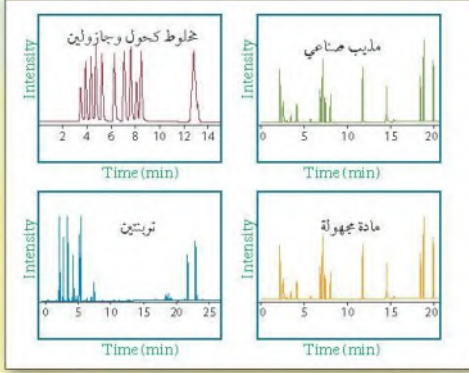 مخلوط كحول وجازولين
Intensity
2 4 6 8 10 12 14
Time (min)
مذيب صناعي
Intensity
0 5 10 15 20
Time (min)
تربنتين
Intensity
0 5 10 15 20 25
Time (min)
مادة مجهولة
Intensity
0 5 10 15 20
Time (min)